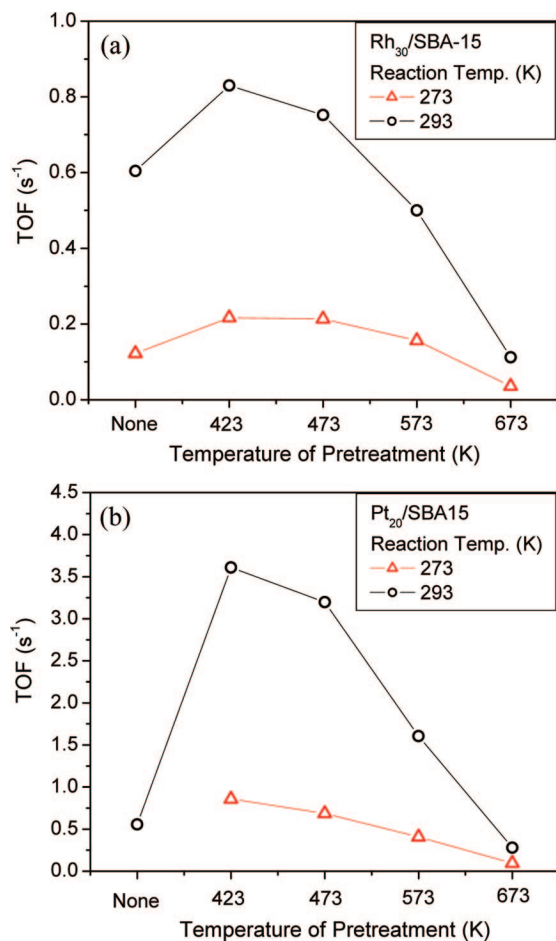 (a)
Rh30/SBA-15
Reaction Temp. (K)
273
293
TOF (s-1)
1.0
0.8
0.6
0.4
0.2
0.0
None 423 473 573 673
Temperature of Pretreatment (K)
(b)
Pt20/SBA15
Reaction Temp. (K)
273
293
TOF (s-1)
4.5
4.0
3.5
3.0
2.5
2.0
1.5
1.0
0.5
0.0
None 423 473 573 673
Temperature of Pretreatment (K)